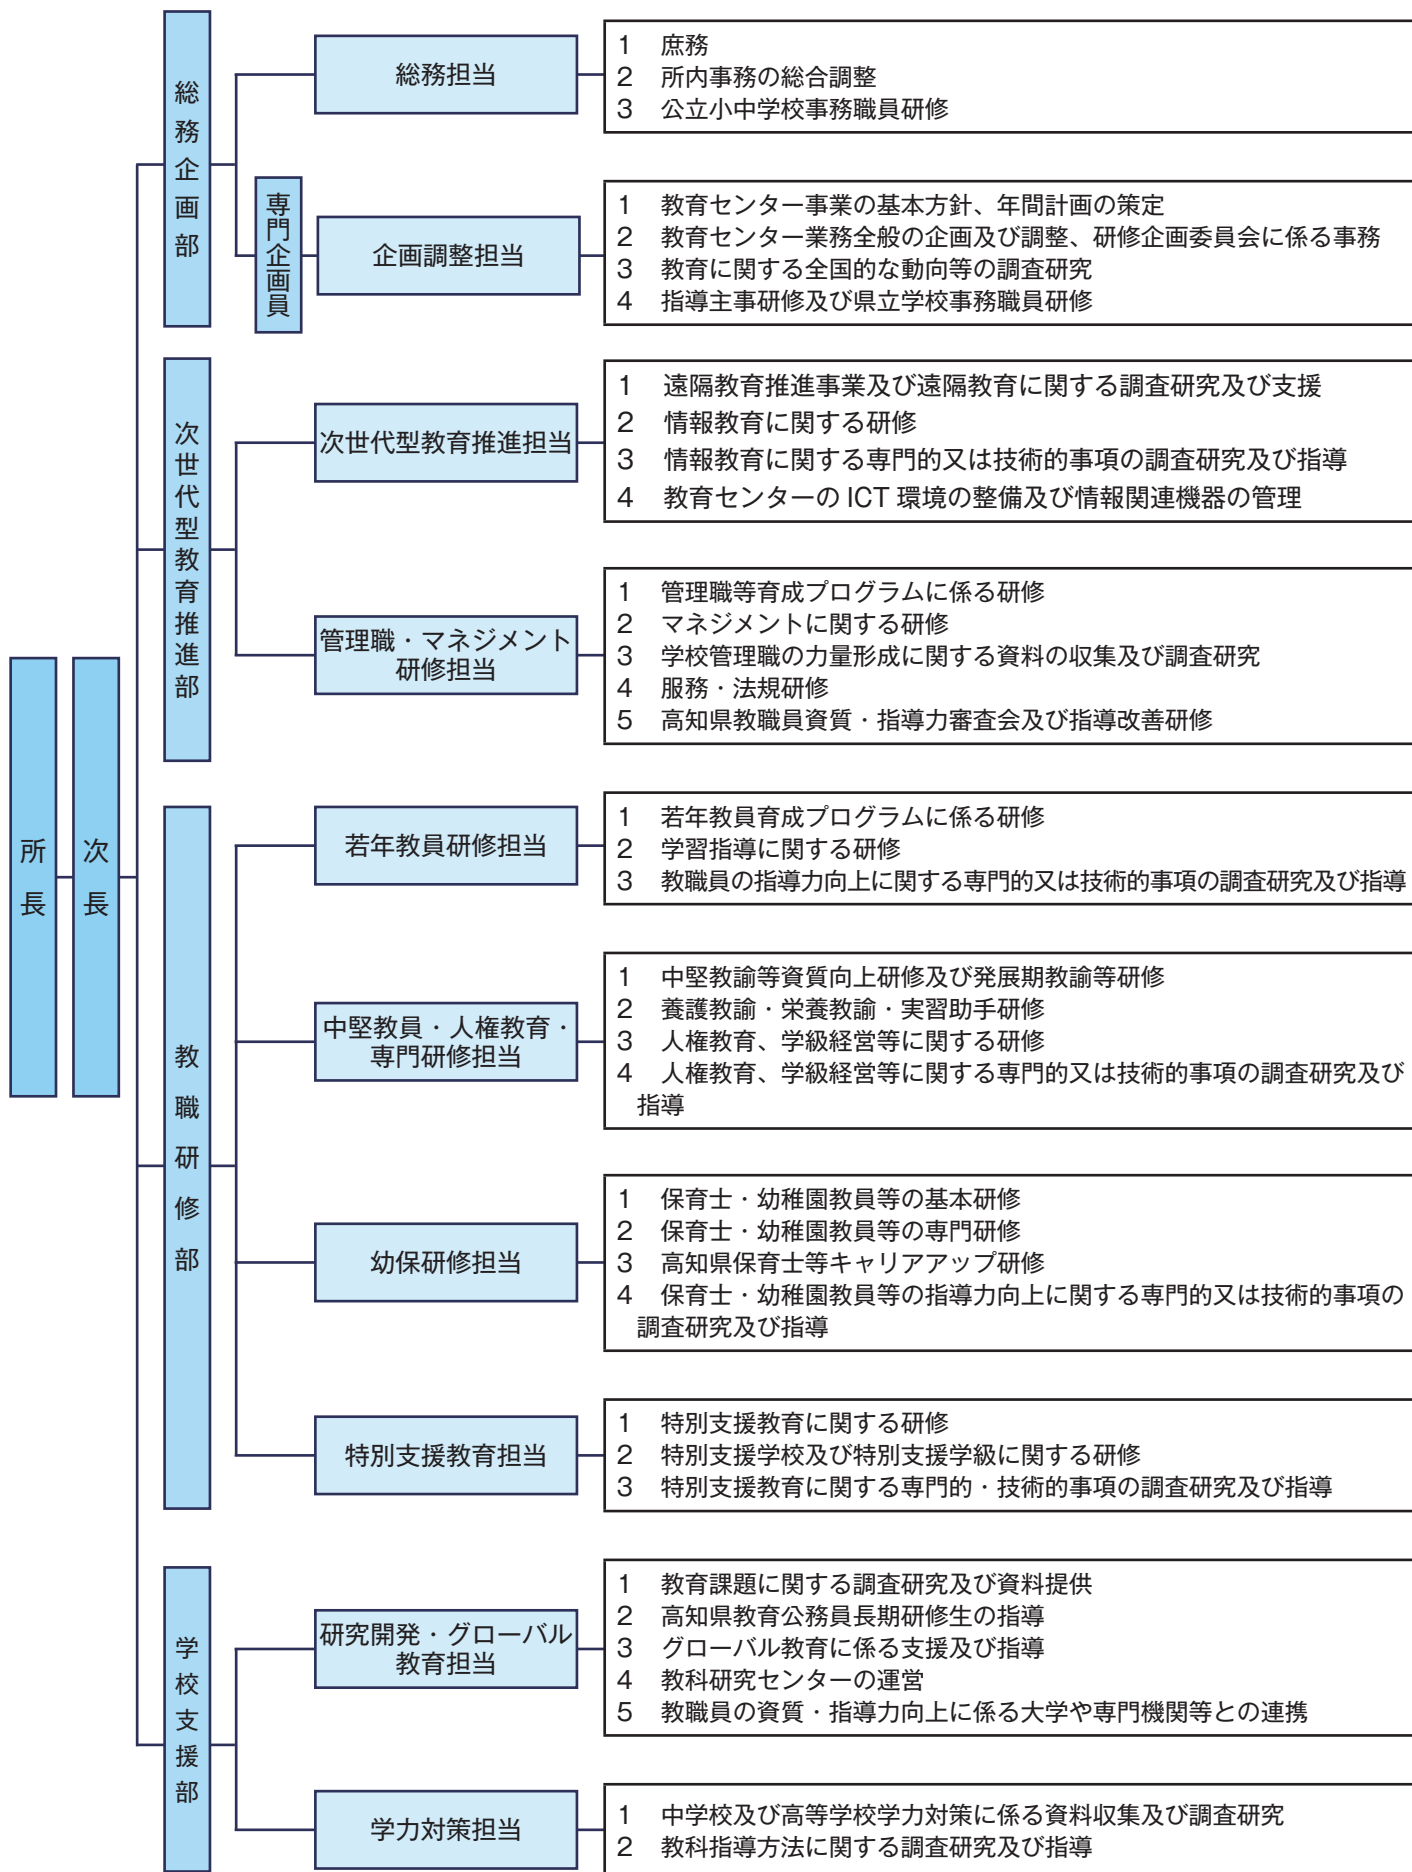 所長
次長
総務企画部
総務担当
1 庶務
2 所内事務の総合調整
3 公立小中学校事務職員研修
専門企画員
企画調整担当
1 教育センター事業の基本方針、年間計画の策定
2 教育センター業務全般の企画及び調整、研修企画委員会に係る事務
3 教育に関する全国的な動向等の調査研究
4 指導主事研修及び県立学校事務職員研修
次世代型教育推進部
次世代型教育推進担当
1 遠隔教育推進事業及び遠隔教育に関する調査研究及び支援
2 情報教育に関する研修
3 情報教育に関する専門的又は技術的事項の調査研究及び指導
4 教育センターの ICT 環境の整備及び情報関連機器の管理
管理職・マネジメント
研修担当
1 管理職等育成プログラムに係る研修
2 マネジメントに関する研修
3 学校管理職の力量形成に関する資料の収集及び調査研究
4 服務・法規研修
5 高知県教職員資質・指導力審査会及び指導改善研修
教職研修部
若年教員研修担当
1 若年教員育成プログラムに係る研修
2 学習指導に関する研修
3 教職員の指導力向上に関する専門的又は技術的事項の調査研究及び指導
中堅教員・人権教育・
専門研修担当
1 中堅教諭等資質向上研修及び発展期教諭等研修
2 養護教諭・栄養教諭・実習助手研修
3 人権教育、学級経営等に関する研修
4 人権教育、学級経営等に関する専門的又は技術的事項の調査研究及び
指導
幼保研修担当
1 保育士・幼稚園教員等の基本研修
2 保育士・幼稚園教員等の専門研修
3 高知県保育士等キャリアアップ研修
4 保育士・幼稚園教員等の指導力向上に関する専門的又は技術的事項の
調査研究及び指導
特別支援教育担当
1 特別支援教育に関する研修
2 特別支援学校及び特別支援学級に関する研修
3 特別支援教育に関する専門的・技術的事項の調査研究及び指導
学校支援部
研究開発・グローバル
教育担当
1 教育課題に関する調査研究及び資料提供
2 高知県教育公務員長期研修生の指導
3 グローバル教育に係る支援及び指導
4 教科研究センターの運営
5 教職員の資質・指導力向上に係る大学や専門機関等との連携
学力対策担当
1 中学校及び高等学校学力対策に係る資料収集及び調査研究
2 教科指導方法に関する調査研究及び指導